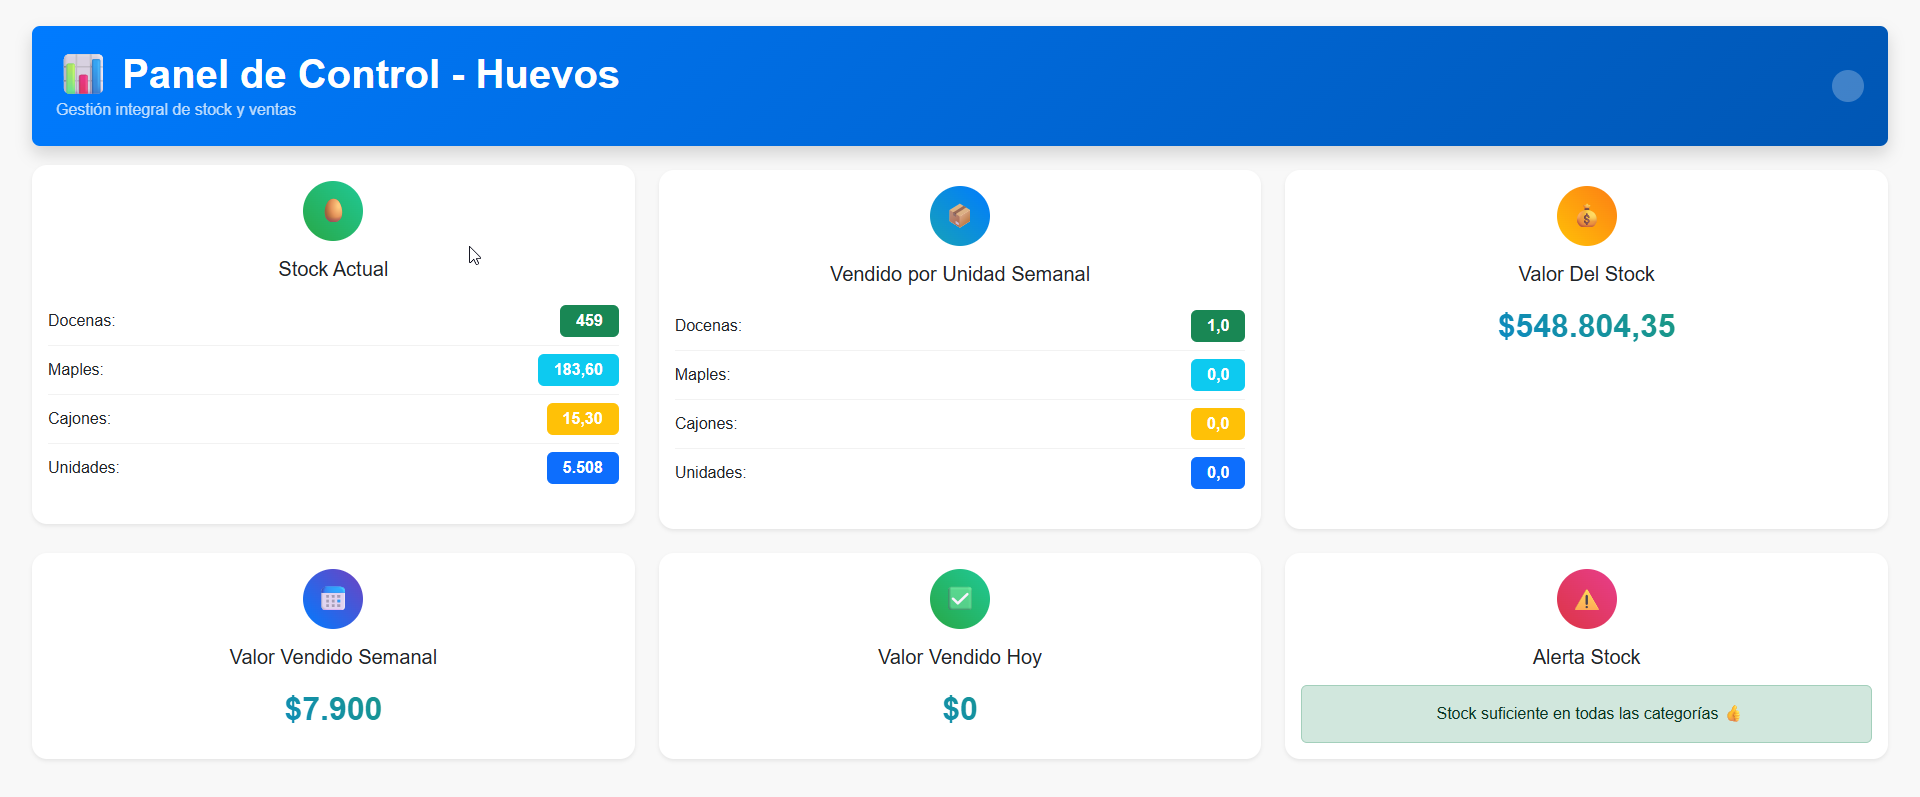 Panel de Control - Huevos
Gestión integral de stock y ventas
Stock Actual
Docenas: 459
Maples: 183,60
Cajones: 15,30
Unidades: 5.508
Vendido por Unidad Semanal
Docenas: 1,0
Maples: 0,0
Cajones: 0,0
Unidades: 0,0
Valor Del Stock
$548.804,35
Valor Vendido Semanal
$7.900
Valor Vendido Hoy
$0
Alerta Stock
Stock suficiente en todas las categorías 👍